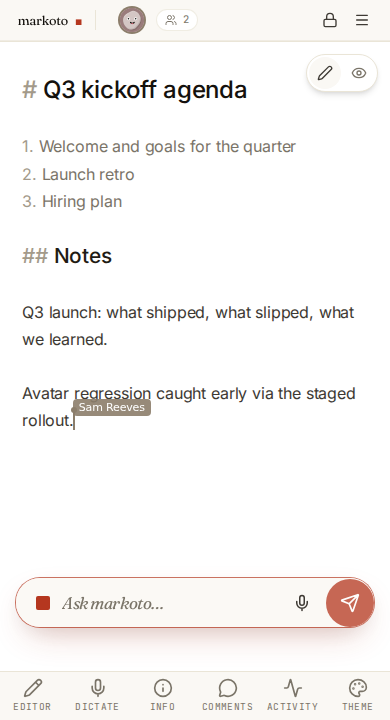 markoto
2
# Q3 kickoff agenda
1. Welcome and goals for the quarter
2. Launch retro
3. Hiring plan
## Notes
Q3 launch: what shipped, what slipped, what
we learned.
Avatar regression caught early via the staged
Sam Reeves
rollout.
Ask markoto...
EDITOR DICTATE INFO COMMENTS ACTIVITY THEME